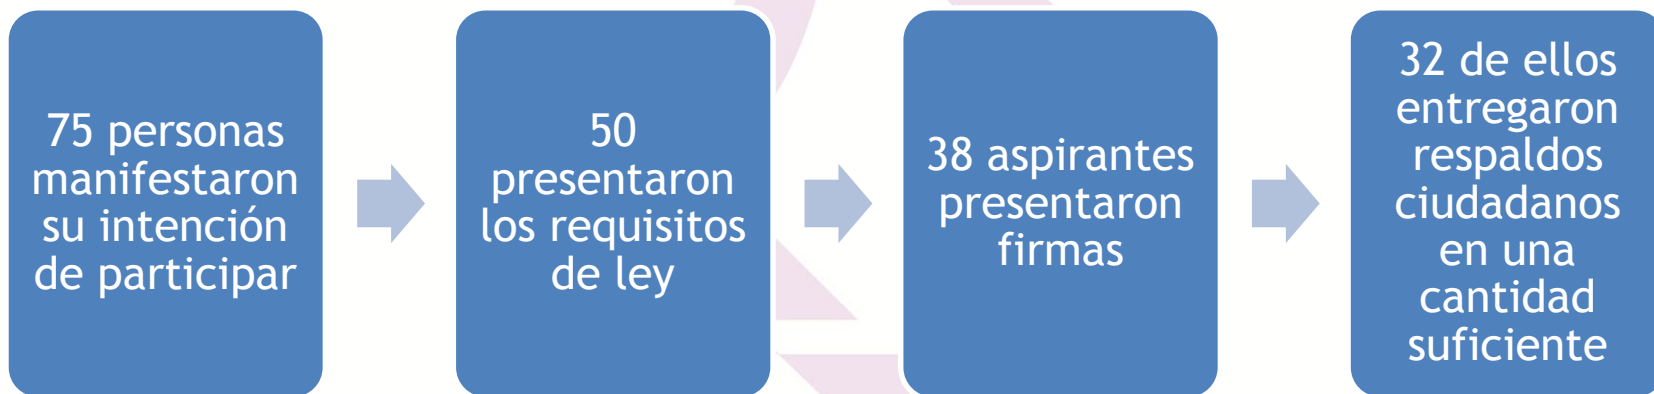 75 personas
manifestaron
su intención
de participar
50
presentaron
los requisitos
de ley
38 aspirantes
presentaron
firmas
32 de ellos
entregaron
respaldos
ciudadanos
en una
cantidad
suficiente